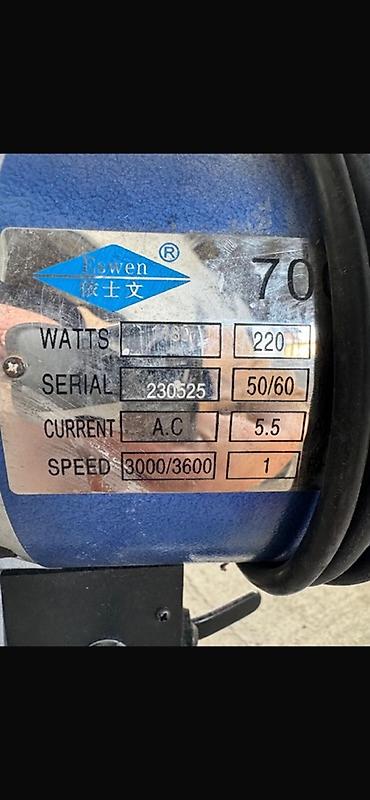 Eswen ®
依士文
70
WATTS 220
SERIAL 230525 50/60
CURRENT A.C 5.5
SPEED 3000/3600 1